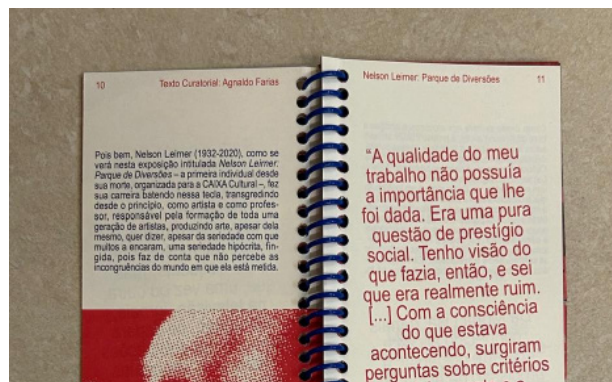 10
Texto Curatorial: Agnaldo Farias
Pois bem, Nelson Leirner (1932-2020), como se
verá nesta exposição intitulada Nelson Leirner:
Parque de Diversões – a primeira individual desde
sua morte, organizada para a CAIXA Cultural –, fez
sua carreira batendo nessa tecla, transgredindo
desde o princípio, como artista e como profes-
sor, responsável pela formação de toda uma
geração de artistas, produzindo arte, apesar dela
mesmo, quer dizer, apesar da seriedade com que
muitos a encaram, uma seriedade hipócrita, fin-
gida, pois faz de conta que não percebe as
incongruências do mundo em que ela está metida.
Nelson Leirner: Parque de Diversões
11
“A qualidade do meu
trabalho não possuía
a importância que lhe
foi dada. Era uma pura
questão de prestígio
social. Tenho visão do
que fazia, então, e sei
que era realmente ruim.
[...] Com a consciência
do que estava
acontecendo, surgiram
perguntas sobre critérios